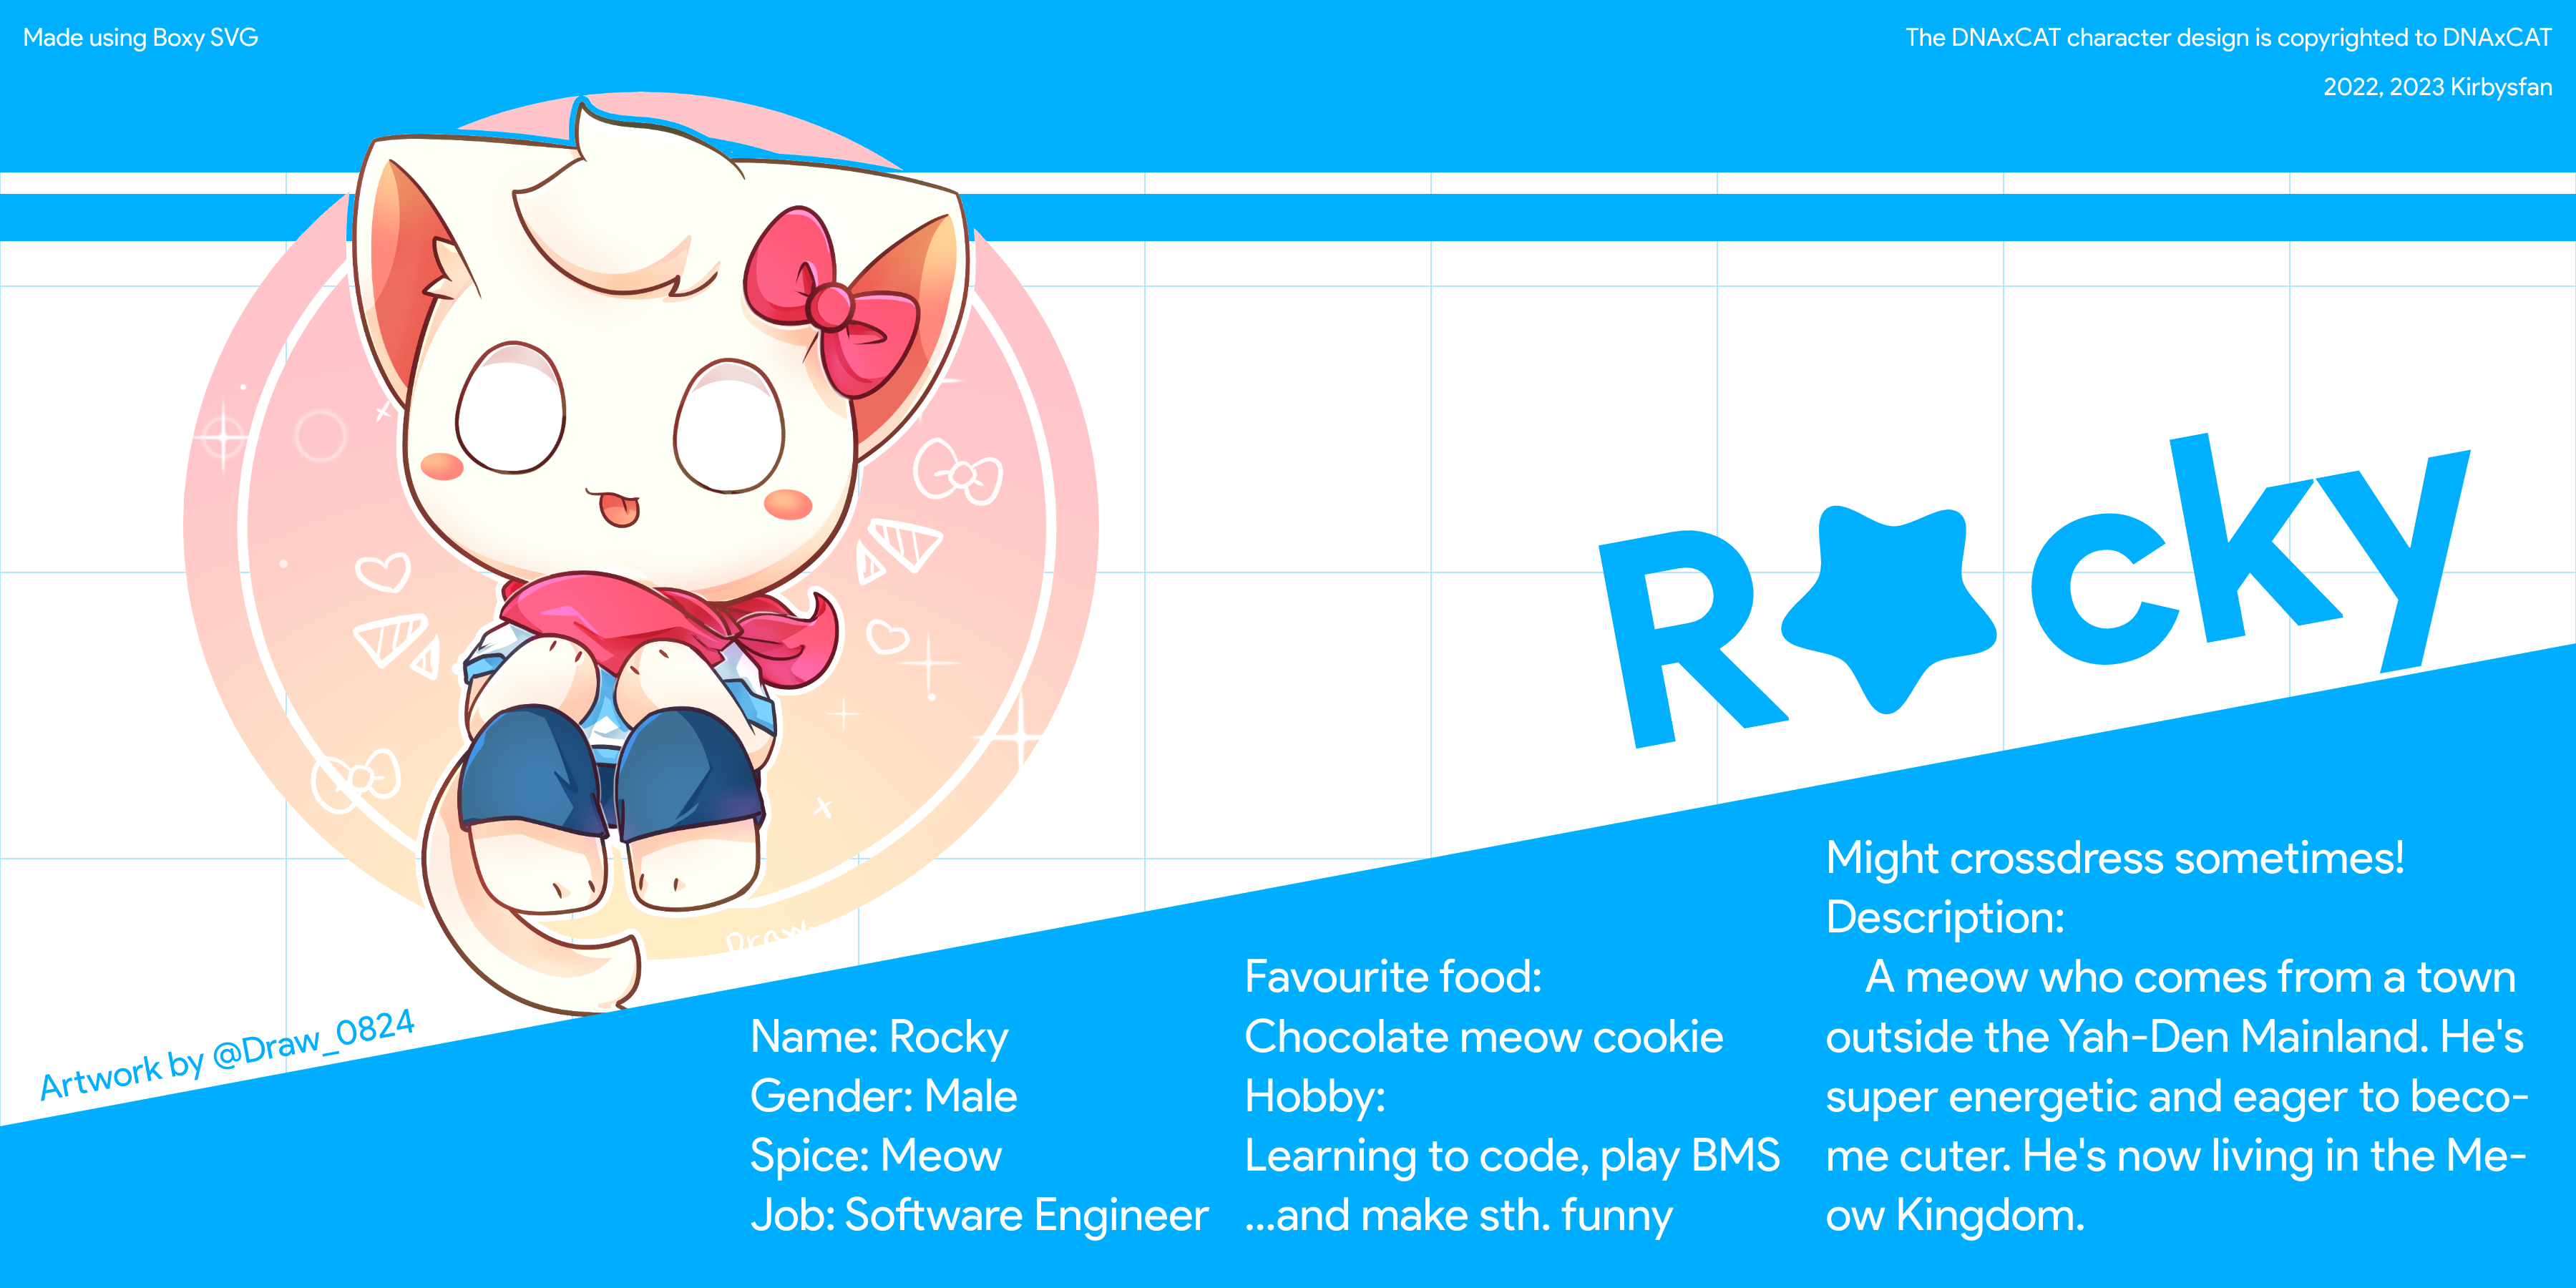 Made using Boxy SVG
The DNAxCAT character design is copyrighted to DNAxCAT
2022, 2023 Kirbysfan
Rocky
Draw
Artwork by @Draw_0824
Name: Rocky
Gender: Male
Spice: Meow
Job: Software Engineer
Favourite food:
Chocolate meow cookie
Hobby:
Learning to code, play BMS
...and make sth. funny
Might crossdress sometimes!
Description:
A meow who comes from a town
outside the Yah-Den Mainland. He's
super energetic and eager to beco-
me cuter. He's now living in the Me-
ow Kingdom.